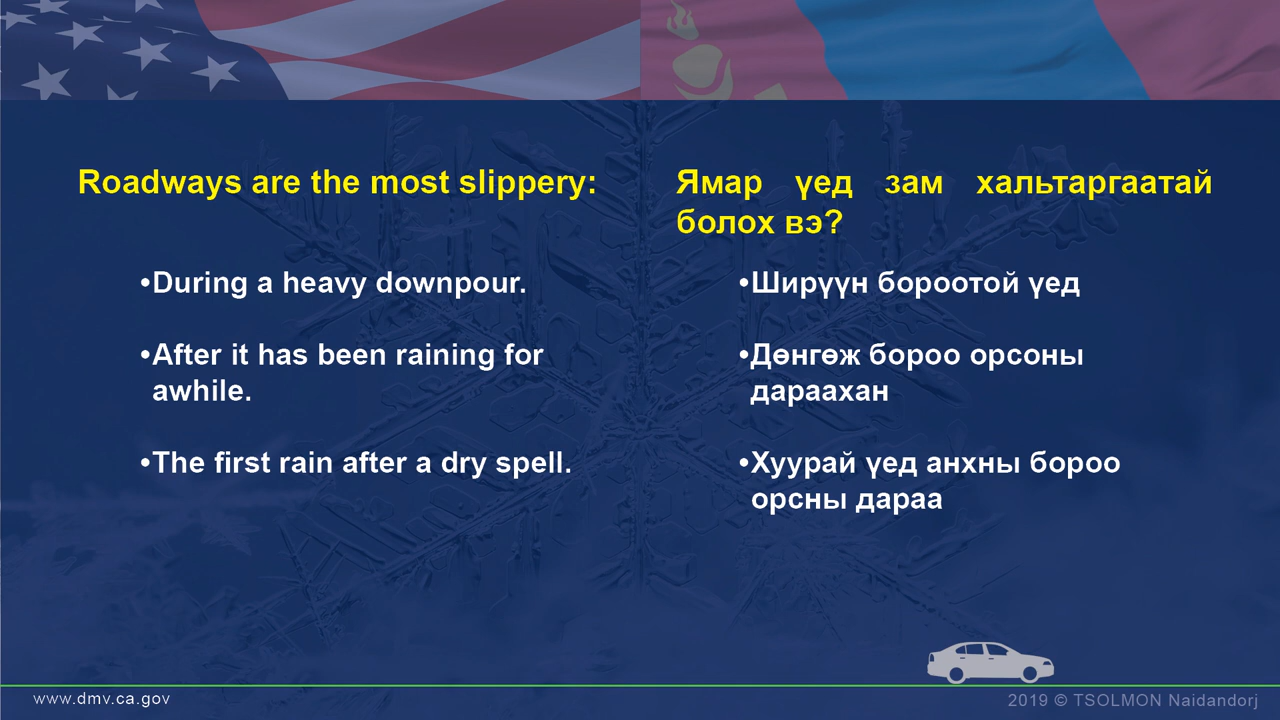 Roadways are the most slippery:
•During a heavy downpour.
•After it has been raining for
awhile.
•The first rain after a dry spell.
Ямар үед зам хальтаргаатай
болох вэ?
•Ширүүн бороотой үед
•Дөнгөж бороо орсоны
дараахан
•Хуурай үед анхны бороо
орсны дараа
www.dmv.ca.gov
2019 © TSOLMON Naidandorj